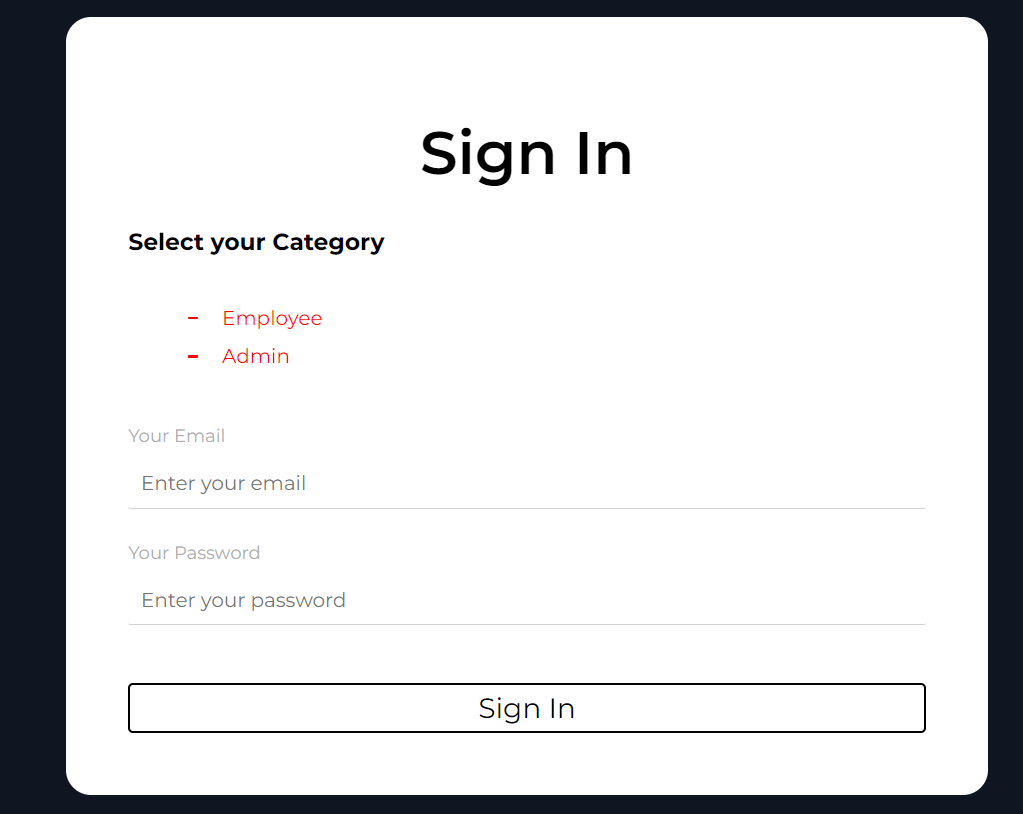 Sign In
Select your Category
– Employee
– Admin
Your Email
Enter your email
Your Password
Enter your password
Sign In